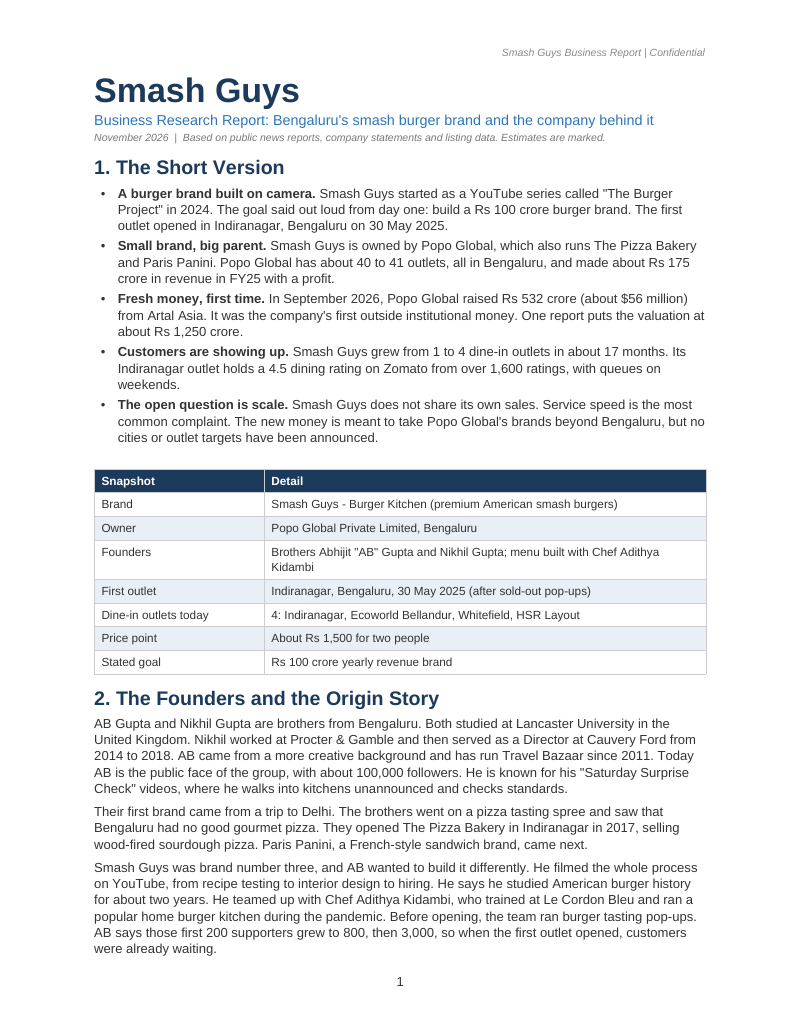 Smash Guys Business Report | Confidential
Smash Guys
Business Research Report: Bengaluru's smash burger brand and the company behind it
November 2026 | Based on public news reports, company statements and listing data. Estimates are marked.
1. The Short Version
• A burger brand built on camera. Smash Guys started as a YouTube series called "The Burger
Project" in 2024. The goal said out loud from day one: build a Rs 100 crore burger brand. The first
outlet opened in Indiranagar, Bengaluru on 30 May 2025.
• Small brand, big parent. Smash Guys is owned by Popo Global, which also runs The Pizza Bakery
and Paris Panini. Popo Global has about 40 to 41 outlets, all in Bengaluru, and made about Rs 175
crore in revenue in FY25 with a profit.
• Fresh money, first time. In September 2026, Popo Global raised Rs 532 crore (about $56 million)
from Artal Asia. It was the company's first outside institutional money. One report puts the valuation at
about Rs 1,250 crore.
• Customers are showing up. Smash Guys grew from 1 to 4 dine-in outlets in about 17 months. Its
Indiranagar outlet holds a 4.5 dining rating on Zomato from over 1,600 ratings, with queues on
weekends.
• The open question is scale. Smash Guys does not share its own sales. Service speed is the most
common complaint. The new money is meant to take Popo Global's brands beyond Bengaluru, but no
cities or outlet targets have been announced.
Snapshot Detail
Brand Smash Guys - Burger Kitchen (premium American smash burgers)
Owner Popo Global Private Limited, Bengaluru
Founders Brothers Abhijit "AB" Gupta and Nikhil Gupta; menu built with Chef Adithya
Kidambi
First outlet Indiranagar, Bengaluru, 30 May 2025 (after sold-out pop-ups)
Dine-in outlets today 4: Indiranagar, Ecoworld Bellandur, Whitefield, HSR Layout
Price point About Rs 1,500 for two people
Stated goal Rs 100 crore yearly revenue brand
2. The Founders and the Origin Story
AB Gupta and Nikhil Gupta are brothers from Bengaluru. Both studied at Lancaster University in the
United Kingdom. Nikhil worked at Procter & Gamble and then served as a Director at Cauvery Ford from
2014 to 2018. AB came from a more creative background and has run Travel Bazaar since 2011. Today
AB is the public face of the group, with about 100,000 followers. He is known for his "Saturday Surprise
Check" videos, where he walks into kitchens unannounced and checks standards.
Their first brand came from a trip to Delhi. The brothers went on a pizza tasting spree and saw that
Bengaluru had no good gourmet pizza. They opened The Pizza Bakery in Indiranagar in 2017, selling
wood-fired sourdough pizza. Paris Panini, a French-style sandwich brand, came next.
Smash Guys was brand number three, and AB wanted to build it differently. He filmed the whole process
on YouTube, from recipe testing to interior design to hiring. He says he studied American burger history
for about two years. He teamed up with Chef Adithya Kidambi, who trained at Le Cordon Bleu and ran a
popular home burger kitchen during the pandemic. Before opening, the team ran burger tasting pop-ups.
AB says those first 200 supporters grew to 800, then 3,000, so when the first outlet opened, customers
were already waiting.
1